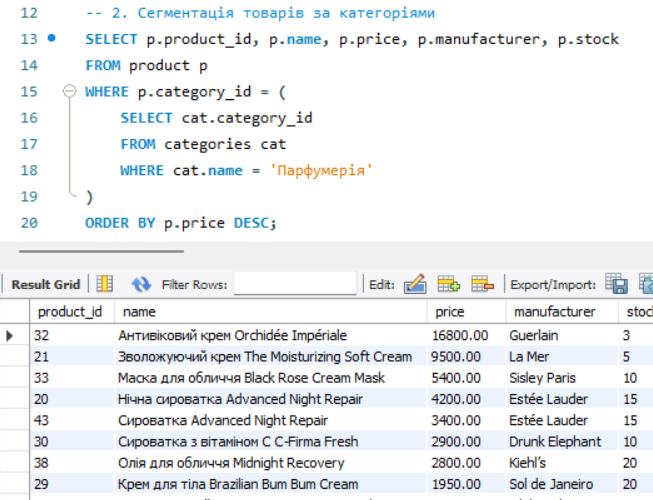 12 -- 2. Сегментація товарів за категоріями
13 SELECT p.product_id, p.name, p.price, p.manufacturer, p.stock
14 FROM product p
15 WHERE p.category_id = (
16 SELECT cat.category_id
17 FROM categories cat
18 WHERE cat.name = 'Парфумерія'
19 )
20 ORDER BY p.price DESC;
Result Grid Filter Rows: Edit: Export/Import:
product_id name price manufacturer stock
32 Антивіковий крем Orchidée Impériale 16800.00 Guerlain 3
21 Зволожуючий крем The Moisturizing Soft Cream 9500.00 La Mer 5
33 Маска для обличчя Black Rose Cream Mask 5400.00 Sisley Paris 10
20 Нічна сироватка Advanced Night Repair 4200.00 Estée Lauder 15
43 Сироватка Advanced Night Repair 3400.00 Estée Lauder 15
30 Сироватка з вітаміном C C-Firma Fresh 2900.00 Drunk Elephant 10
38 Олія для обличчя Midnight Recovery 2800.00 Kiehl’s 20
29 Крем для тіла Brazilian Bum Bum Cream 1950.00 Sol de Janeiro 20